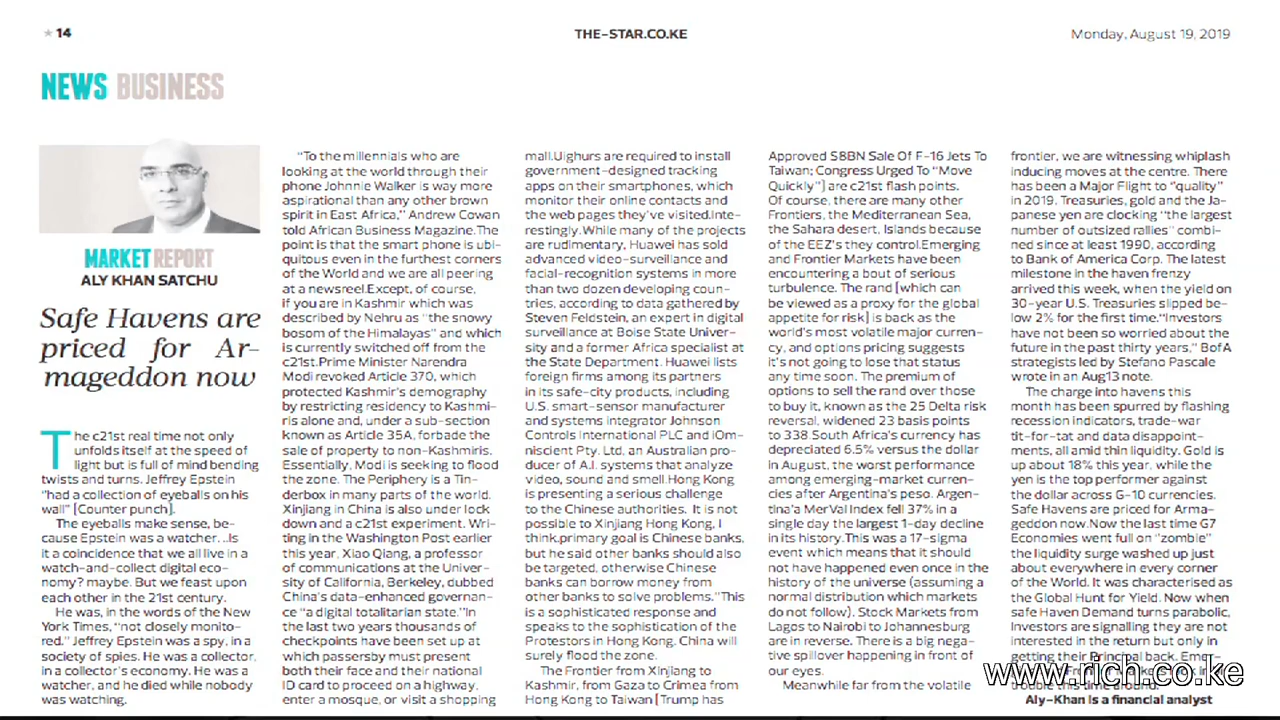 ★ 14
THE-STAR.CO.KE
Monday, August 19, 2019
NEWS BUSINESS
MARKET REPORT
ALY KHAN SATCHU
Safe Havens are
priced for Ar-
mageddon now
The c21st real time not only
unfolds itself at the speed of
light but is full of mind bending
twists and turns. Jeffrey Epstein
"had a collection of eyeballs on his
wall" [Counter punch].
The eyeballs make sense, be-
cause Epstein was a watcher...Is
it a coincidence that we all live in a
watch-and-collect digital eco-
nomy? maybe. But we feast upon
each other in the 21st century.
He was, in the words of the New
York Times, "not closely monito-
red." Jeffrey Epstein was a spy, in a
society of spies. He was a collector,
in a collector's economy. He was a
watcher, and he died while nobody
was watching.
"To the millennials who are
looking at the world through their
phone Johnnie Walker is way more
aspirational than any other brown
spirit in East Africa," Andrew Cowan
told African Business Magazine.The
point is that the smart phone is ubi-
quitous even in the furthest corners
of the World and we are all peering
at a newsreel.Except, of course,
if you are in Kashmir which was
described by Nehru as "the snowy
bosom of the Himalayas" and which
is currently switched off from the
c21st.Prime Minister Narendra
Modi revoked Article 370, which
protected Kashmir's demography
by restricting residency to Kashmi-
ris alone and, under a sub-section
known as Article 35A, forbade the
sale of property to non-Kashmiris.
Essentially, Modi is seeking to flood
the zone. The Periphery is a Tin-
derbox in many parts of the world.
Xinjiang in China is also under lock
down and a c21st experiment. Wri-
ting in the Washington Post earlier
this year, Xiao Qiang, a professor
of communications at the Univer-
sity of California, Berkeley, dubbed
China's data-enhanced governan-
ce "a digital totalitarian state."In
the last two years thousands of
checkpoints have been set up at
which passersby must present
both their face and their national
ID card to proceed on a highway,
enter a mosque, or visit a shopping
mall.Uighurs are required to install
government-designed tracking
apps on their smartphones, which
monitor their online contacts and
the web pages they've visited.Inte-
restingly.While many of the projects
are rudimentary, Huawei has sold
advanced video-surveillance and
facial-recognition systems in more
than two dozen developing coun-
tries, according to data gathered by
Steven Feldstein, an expert in digital
surveillance at Boise State Univer-
sity and a former Africa specialist at
the State Department. Huawei lists
foreign firms among its partners
in its safe-city products, including
U.S. smart-sensor manufacturer
and systems integrator Johnson
Controls International PLC and iOm-
niscient Pty. Ltd, an Australian pro-
ducer of A.I. systems that analyze
video, sound and smell.Hong Kong
is presenting a serious challenge
to the Chinese authorities. It is not
possible to Xinjiang Hong Kong, I
think.primary goal is Chinese banks,
but he said other banks should also
be targeted, otherwise Chinese
banks can borrow money from
other banks to solve problems."This
is a sophisticated response and
speaks to the sophistication of the
Protestors in Hong Kong, China will
surely flood the zone.
The Frontier from Xinjiang to
Kashmir, from Gaza to Crimea from
Hong Kong to Taiwan [Trump has
Approved $8BN Sale Of F-16 Jets To
Taiwan; Congress Urged To "Move
Quickly"] are c21st flash points.
Of course, there are many other
Frontiers, the Mediterranean Sea,
the Sahara desert, Islands because
of the EEZ's they control.Emerging
and Frontier Markets have been
encountering a bout of serious
turbulence. The rand [which can
be viewed as a proxy for the global
appetite for risk] is back as the
world's most volatile major curren-
cy, and options pricing suggests
it's not going to lose that status
any time soon. The premium of
options to sell the rand over those
to buy it, known as the 25 Delta risk
reversal, widened 23 basis points
to 338.South Africa's currency has
depreciated 6.5% versus the dollar
in August, the worst performance
among emerging-market curren-
cies after Argentina's peso. Argen-
tina'a MerVal Index fell 37% in a
single day the largest 1-day decline
in its history.This was a 17-sigma
event which means that it should
not have happened even once in the
history of the universe (assuming a
normal distribution which markets
do not follow). Stock Markets from
Lagos to Nairobi to Johannesburg
are in reverse. There is a big nega-
tive spillover happening in front of
our eyes.
Meanwhile far from the volatile
frontier, we are witnessing whiplash
inducing moves at the centre. There
has been a Major Flight to "quality"
in 2019. Treasuries, gold and the Ja-
panese yen are clocking "the largest
number of outsized rallies" combi-
ned since at least 1990, according
to Bank of America Corp. The latest
milestone in the haven frenzy
arrived this week, when the yield on
30-year U.S. Treasuries slipped be-
low 2% for the first time."Investors
have not been so worried about the
future in the past thirty years," BofA
strategists led by Stefano Pascale
wrote in an Aug13 note.
The charge into havens this
month has been spurred by flashing
recession indicators, trade-war
tit-for-tat and data disappoint-
ments, all amid thin liquidity. Gold is
up about 18% this year, while the
yen is the top performer against
the dollar across G-10 currencies.
Safe Havens are priced for Arma-
geddon now.Now the last time G7
Economies went full on "zombie"
the liquidity surge washed up just
about everywhere in every corner
of the World. It was characterised as
the Global Hunt for Yield. Now when
safe Haven Demand turns parabolic,
Investors are signalling they are not
interested in the return but only in
getting their Principal back. Emer-
trouble this time around.
Aly-Khan is a financial analyst
www.rich.co.ke